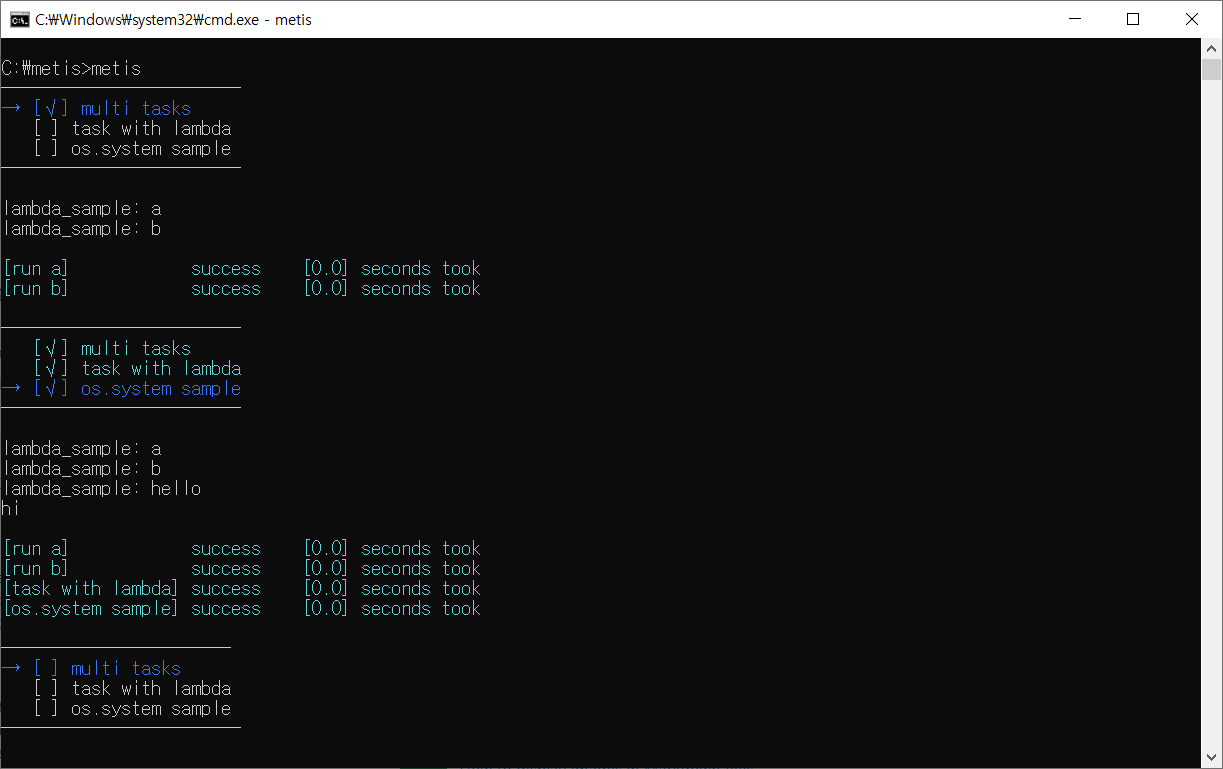 C:₩Windows₩system32₩cmd.exe - metis
C:₩metis>metis
→ [√] multi tasks
[ ] task with lambda
[ ] os.system sample
lambda_sample: a
lambda_sample: b
[run a] success [0.0] seconds took
[run b] success [0.0] seconds took
[√] multi tasks
[√] task with lambda
→ [√] os.system sample
lambda_sample: a
lambda_sample: b
lambda_sample: hello
hi
[run a] success [0.0] seconds took
[run b] success [0.0] seconds took
[task with lambda] success [0.0] seconds took
[os.system sample] success [0.0] seconds took
→ [ ] multi tasks
[ ] task with lambda
[ ] os.system sample